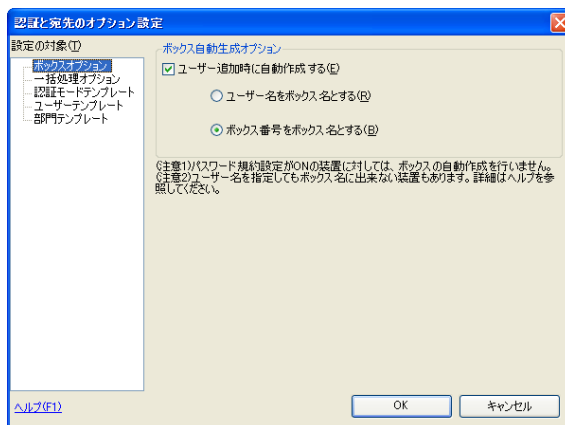 認証と宛先のオプション設定
設定の対象(T)
ボックスオプション
一括処理オプション
認証モードテンプレート
ユーザーテンプレート
部門テンプレート
ボックス自動生成オプション
ユーザー追加時に自動作成する(E)
ユーザー名をボックス名とする(R)
ボックス番号をボックス名とする(B)
(注意1)パスワード規約設定がONの装置に対しては、ボックスの自動作成を行いません。
(注意2)ユーザー名を指定してもボックス名に出来ない装置もあります。詳細はヘルプを参
照してください。
ヘルプ(F1)
OK
キャンセル